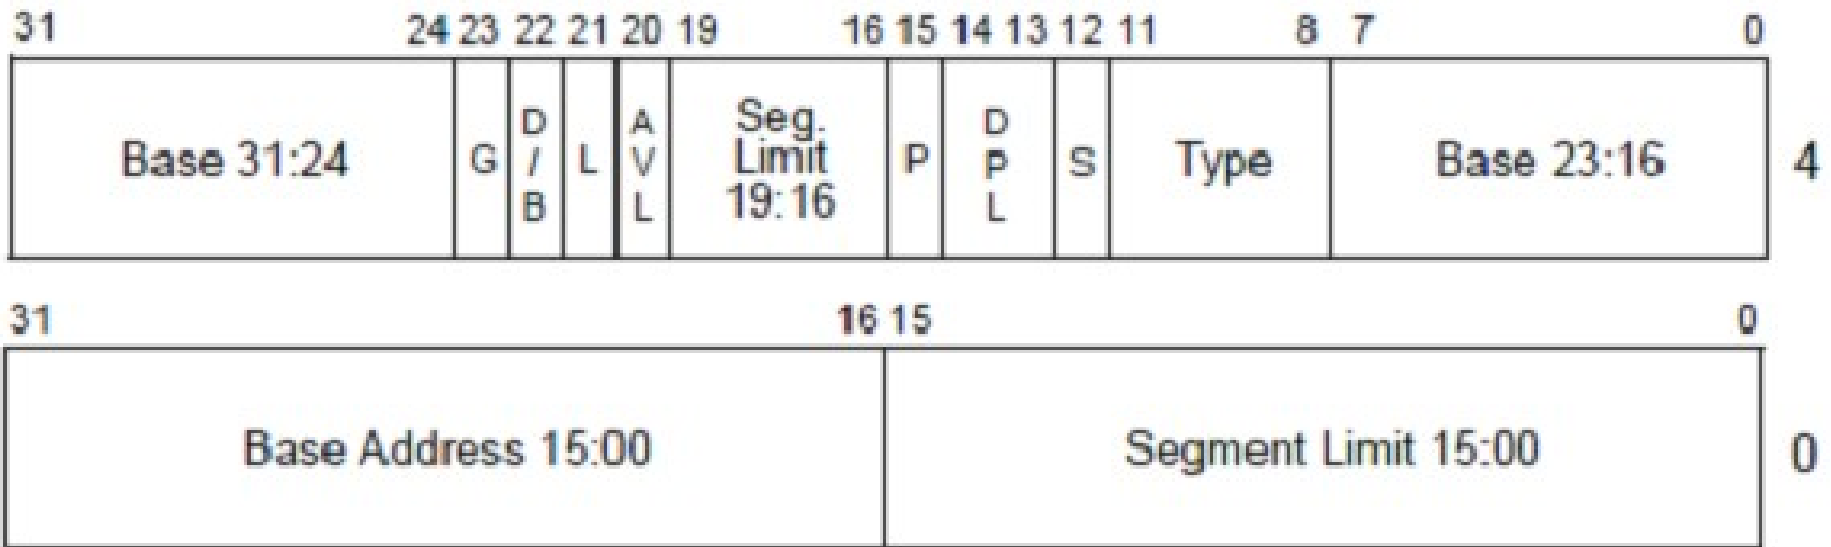 31 24 23 22 21 20 19 16 15 14 13 12 11 8 7 0
Base 31:24
G
D
/
B
L
A
V
L
Seg.
Limit
19:16
P
D
P
L
S
Type
Base 23:16
4
31 16 15 0
Base Address 15:00
Segment Limit 15:00
0